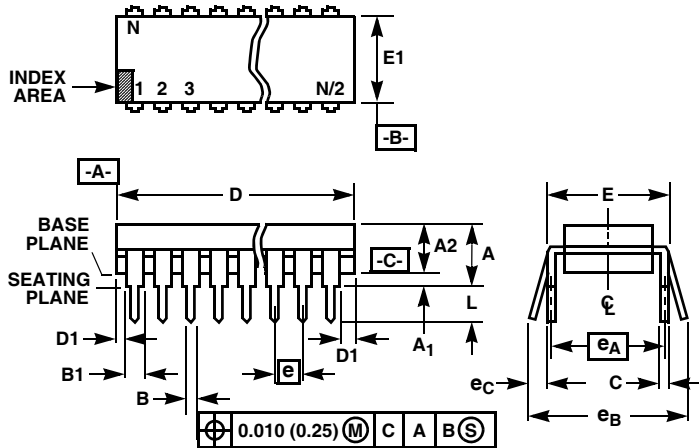 N
E1
INDEX
AREA
1 2 3 N/2
-B-
-A-
D
E
BASE
PLANE
A2
A
-C-
SEATING
PLANE
L
℄
D1
A1
D1
eA
B1
e
eC
C
B
eB
⌖ 0.010 (0.25) Ⓜ C A B Ⓢ